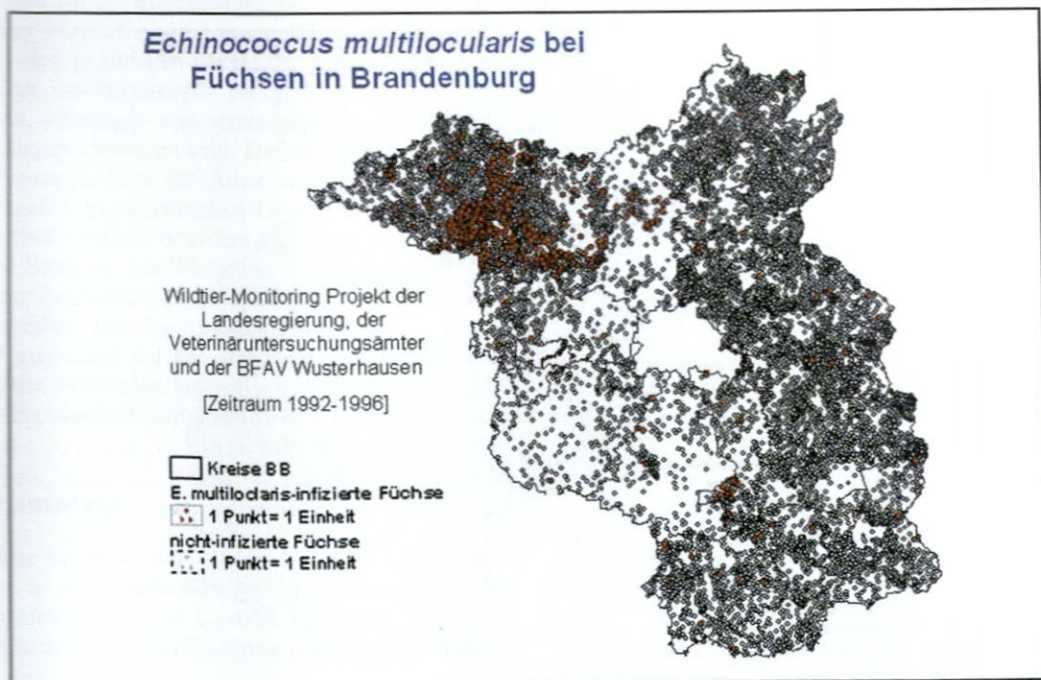 Echinococcus multilocularis bei
Füchsen in Brandenburg
Wildtier-Monitoring Projekt der
Landesregierung, der
Veterinäruntersuchungsämter
und der BFAV Wusterhausen
[Zeitraum 1992-1996]
Kreise BB
E. multiloclaris-infizierte Füchse
1 Punkt= 1 Einheit
nicht-infizierte Füchse
1 Punkt= 1 Einheit